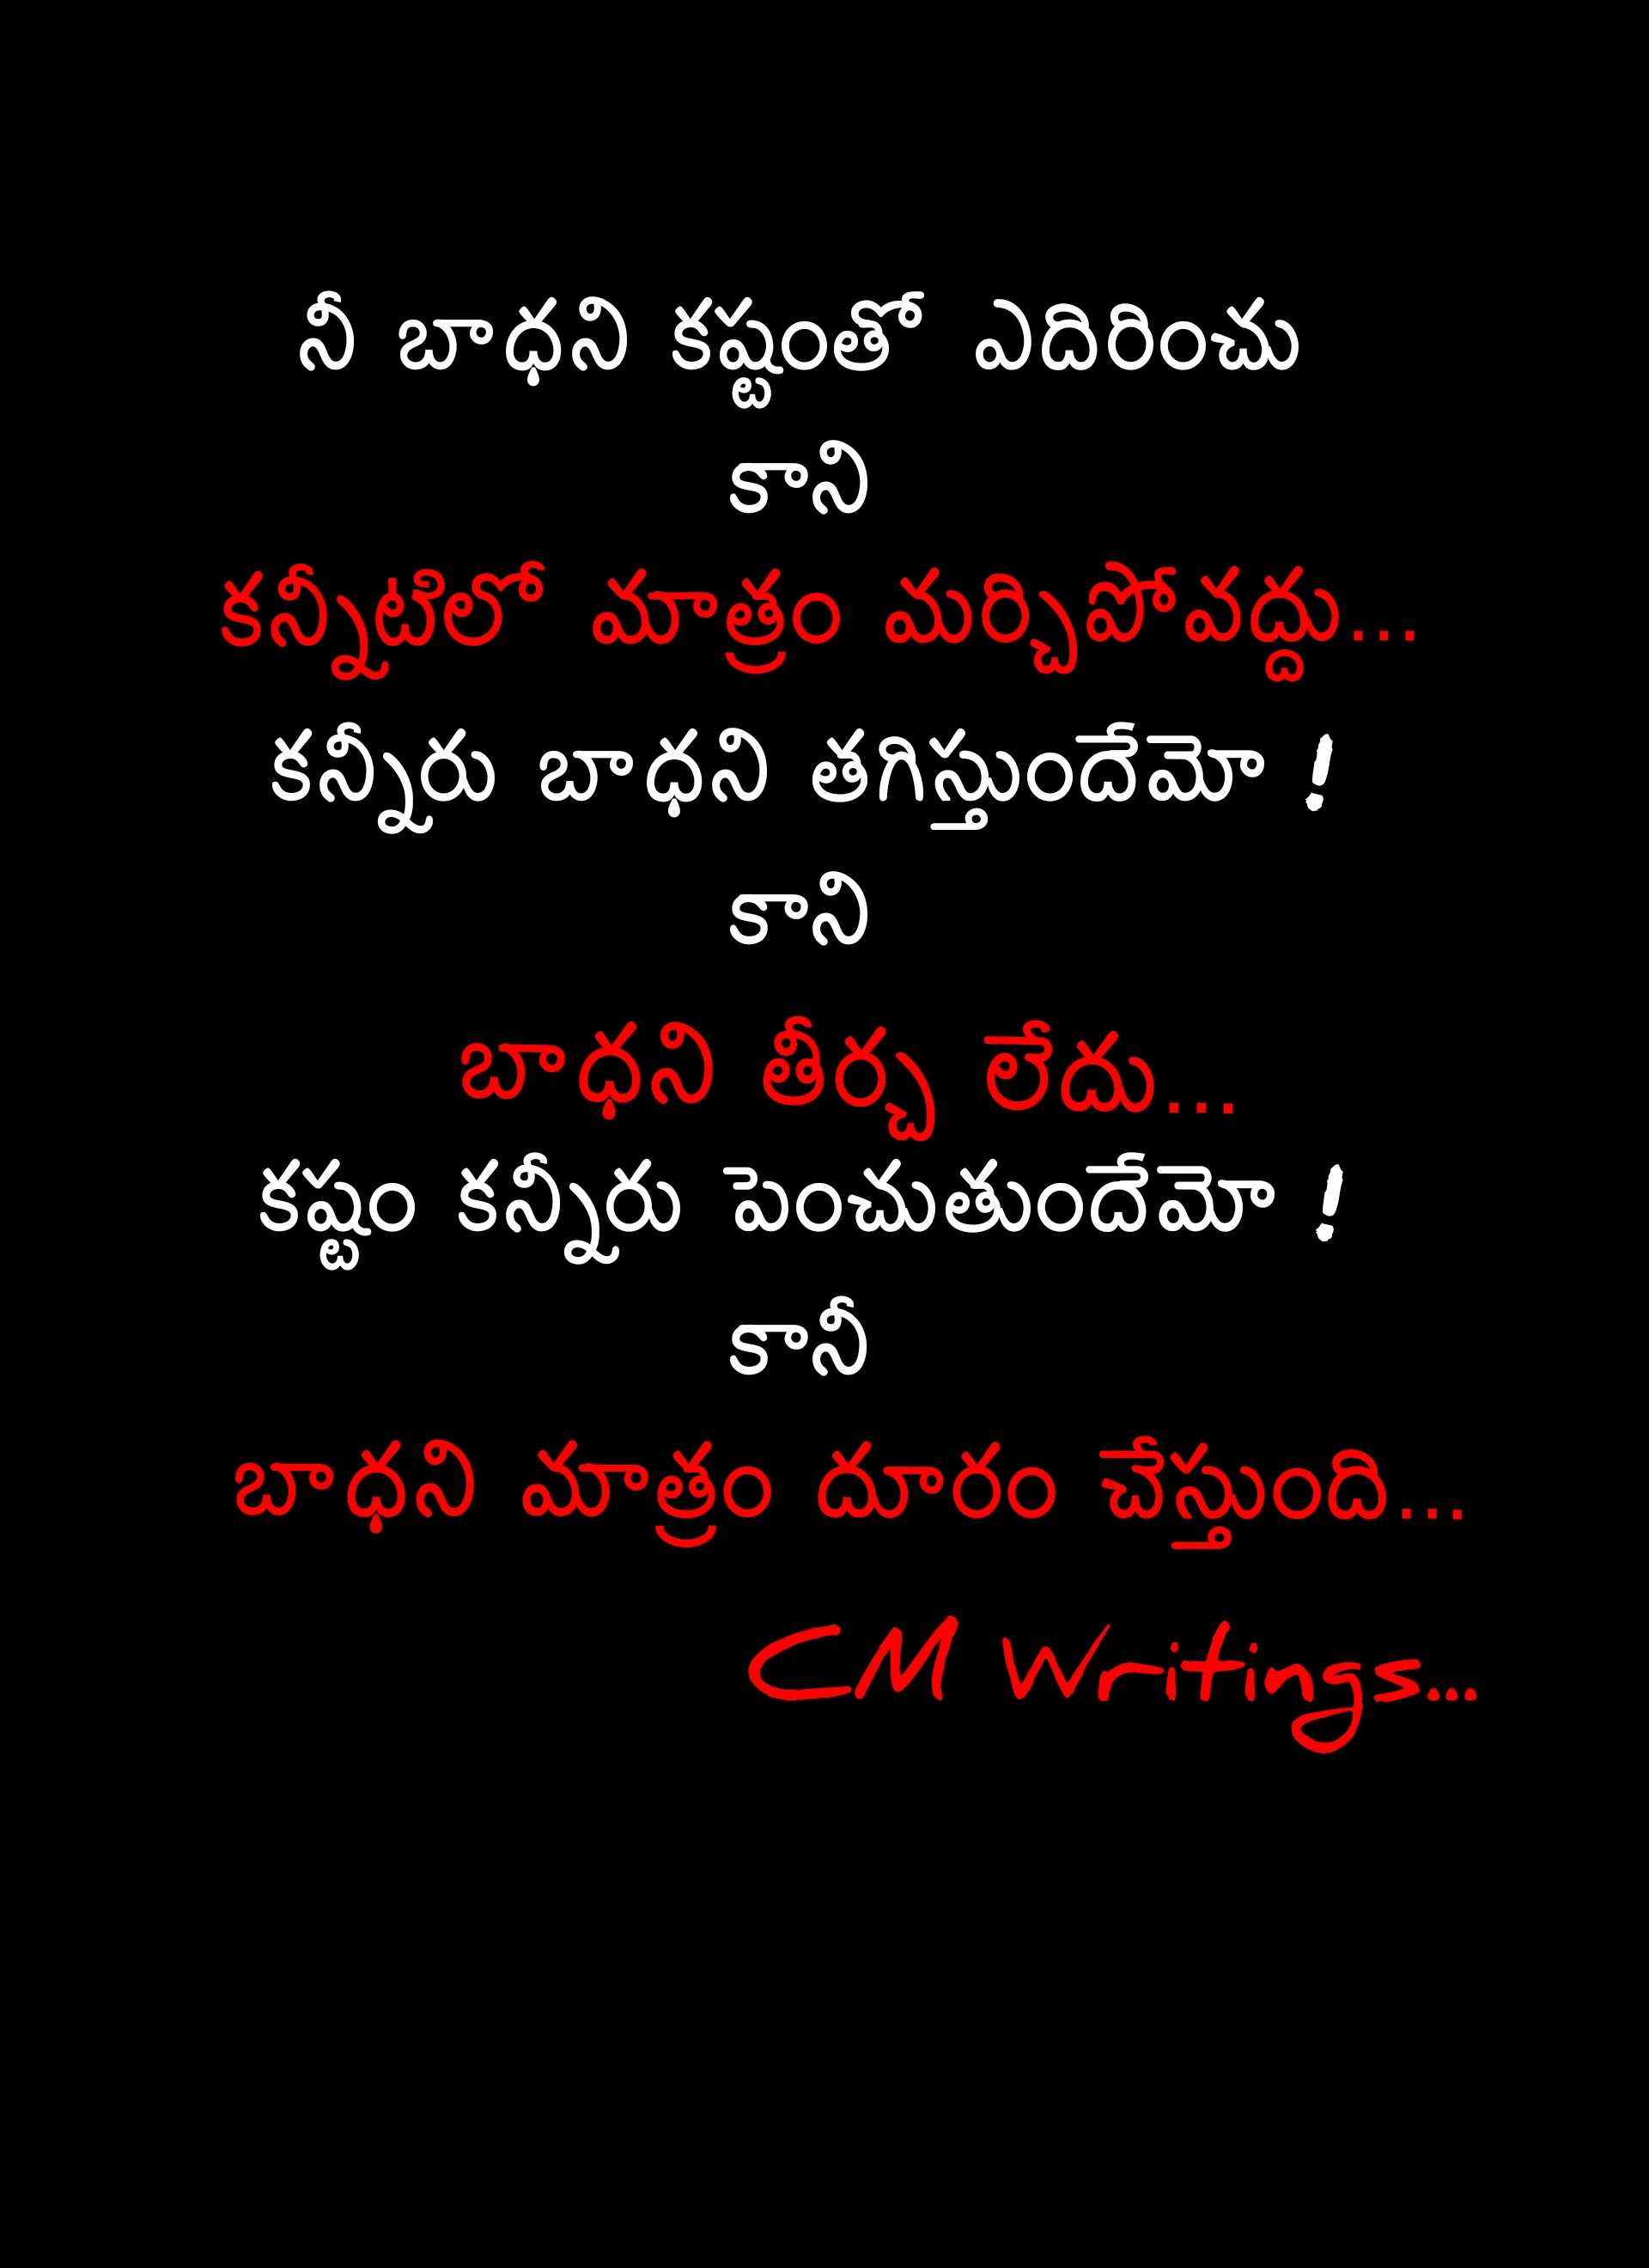 నీ బాధని కష్టంతో ఎదిరించు
కాని
కన్నీటిలో మాత్రం మర్చిపోవద్దు...
కన్నీరు బాధని తగిస్తుందేమో !
కాని
బాధని తీర్చ లేదు...
కష్టం కన్నీరు పెంచుతుందేమో !
కానీ
బాధని మాత్రం దూరం చేస్తుంది...
CM Writings...